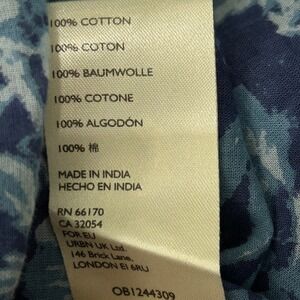 100% COTTON
100% COTON
100% BAUMWOLLE
100% COTONE
100% ALGODÓN
100% 棉
MADE IN INDIA
HECHO EN INDIA
RN 66170
CA 32054
FOR EU
URBN UK Ltd.
146 Brick Lane,
LONDON E1 6RU
OB1244309